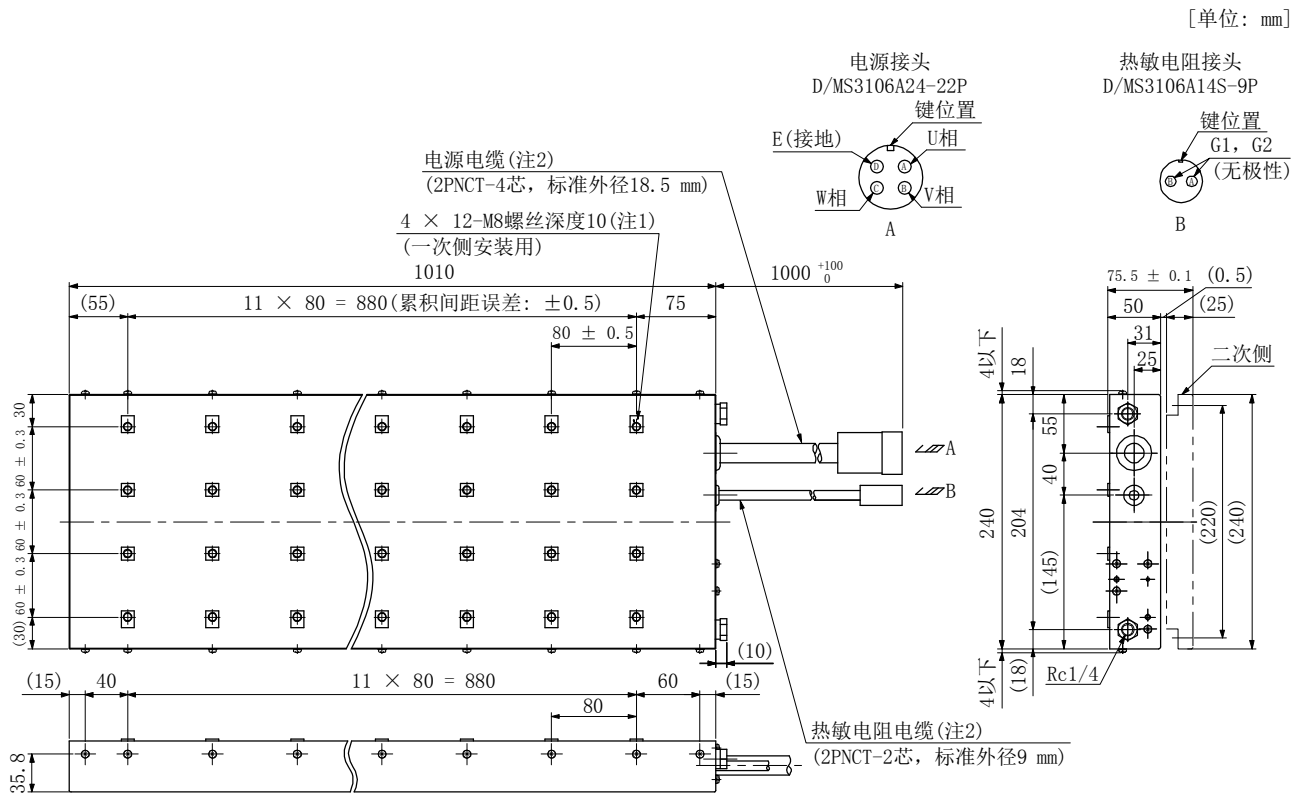 [单位: mm]
电源接头
D/MS3106A24-22P
键位置
E(接地)
U相
D
A
C
B
W相
V相
A
热敏电阻接头
D/MS3106A14S-9P
键位置
G1, G2
(无极性)
B
A
B
电源电缆(注2)
(2PNCT-4芯, 标准外径18.5 mm)
4 × 12-M8螺丝深度10(注1)
(一次侧安装用)
1010
1000 +100 0
(55)
11 × 80 = 880(累积间距误差: ±0.5)
75
80 ± 0.5
30
60 ± 0.3
60 ± 0.3
60 ± 0.3
(30)
A
B
(10)
75.5 ± 0.1
(0.5)
50
(25)
31
25
二次侧
4以下
18
240
204
55
40
(145)
(220)
(240)
4以下
(18)
Rc1/4
(15)
40
11 × 80 = 880
60
(15)
80
35.8
热敏电阻电缆(注2)
(2PNCT-2芯, 标准外径9 mm)